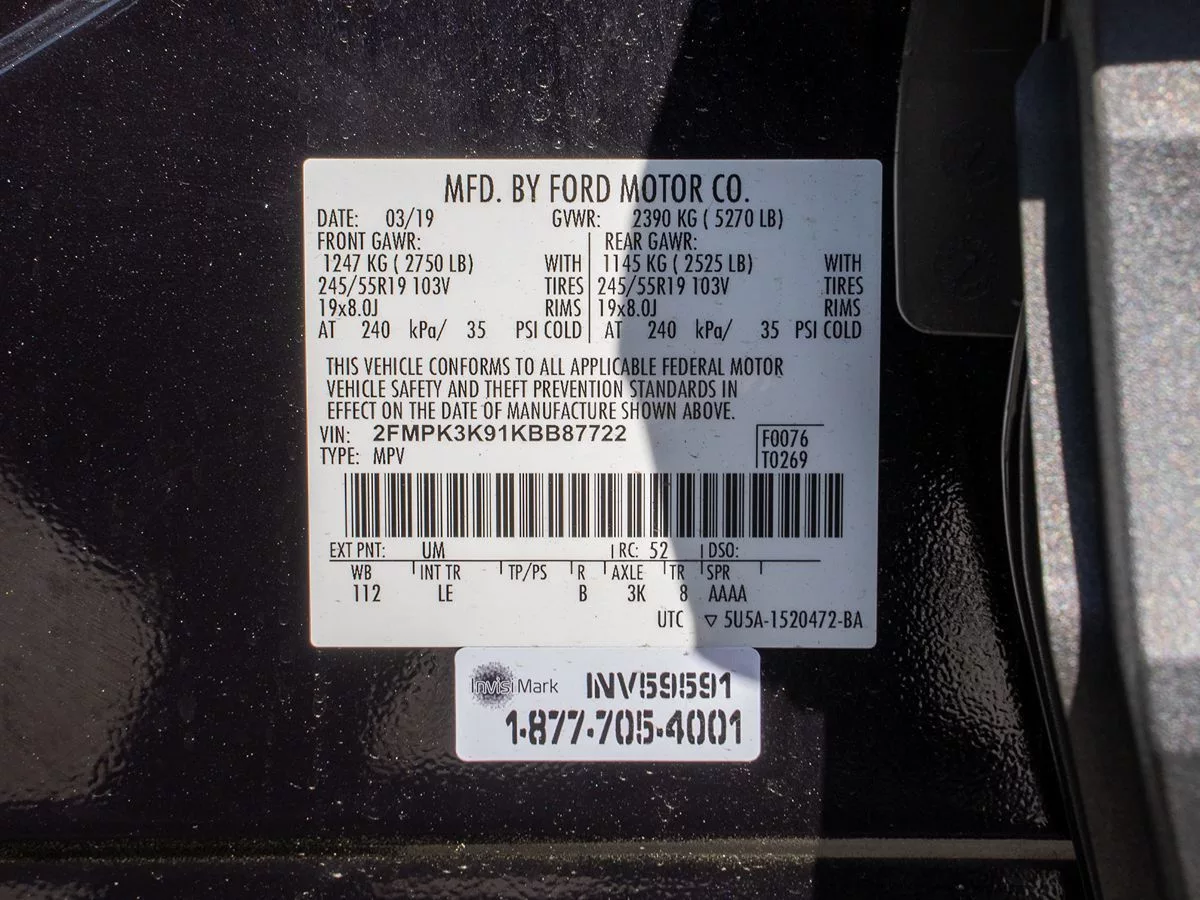 MFD. BY FORD MOTOR CO.
DATE: 03/19 GVWR: 2390 KG ( 5270 LB)
FRONT GAWR: REAR GAWR:
1247 KG ( 2750 LB) WITH 1145 KG ( 2525 LB) WITH
245/55R19 103V TIRES 245/55R19 103V TIRES
19x8.0J RIMS 19x8.0J RIMS
AT 240 kPa/ 35 PSI COLD AT 240 kPa/ 35 PSI COLD
THIS VEHICLE CONFORMS TO ALL APPLICABLE FEDERAL MOTOR
VEHICLE SAFETY AND THEFT PREVENTION STANDARDS IN
EFFECT ON THE DATE OF MANUFACTURE SHOWN ABOVE.
VIN: 2FMPK3K91KBB87722 F0076
TYPE: MPV T0269
EXT PNT: UM RC: 52 DSO:
WB INT TR TP/PS R AXLE TR SPR
112 LE B 3K 8 AAAA
UTC ▽ 5U5A-1520472-BA
InvisiMark INV59591
1-877-705-4001